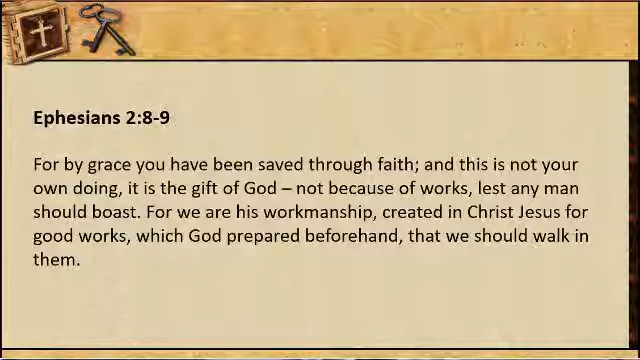 Ephesians 2:8-9
For by grace you have been saved through faith; and this is not your
own doing, it is the gift of God – not because of works, lest any man
should boast. For we are his workmanship, created in Christ Jesus for
good works, which God prepared beforehand, that we should walk in
them.